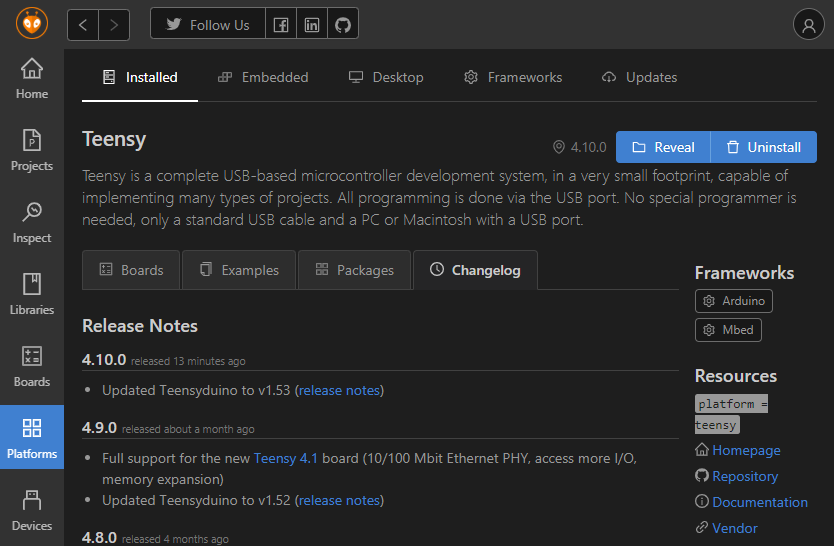 Follow Us
Home
Projects
Inspect
Libraries
Boards
Platforms
Devices
Installed
Embedded
Desktop
Frameworks
Updates
Teensy
4.10.0
Reveal
Uninstall
Teensy is a complete USB-based microcontroller development system, in a very small footprint, capable of
implementing many types of projects. All programming is done via the USB port. No special programmer is
needed, only a standard USB cable and a PC or Macintosh with a USB port.
Boards
Examples
Packages
Changelog
Release Notes
4.10.0 released 13 minutes ago
• Updated Teensyduino to v1.53 (release notes)
4.9.0 released about a month ago
• Full support for the new Teensy 4.1 board (10/100 Mbit Ethernet PHY, access more I/O,
memory expansion)
• Updated Teensyduino to v1.52 (release notes)
4.8.0 released 4 months ago
Frameworks
Arduino
Mbed
Resources
platform =
teensy
Homepage
Repository
Documentation
Vendor